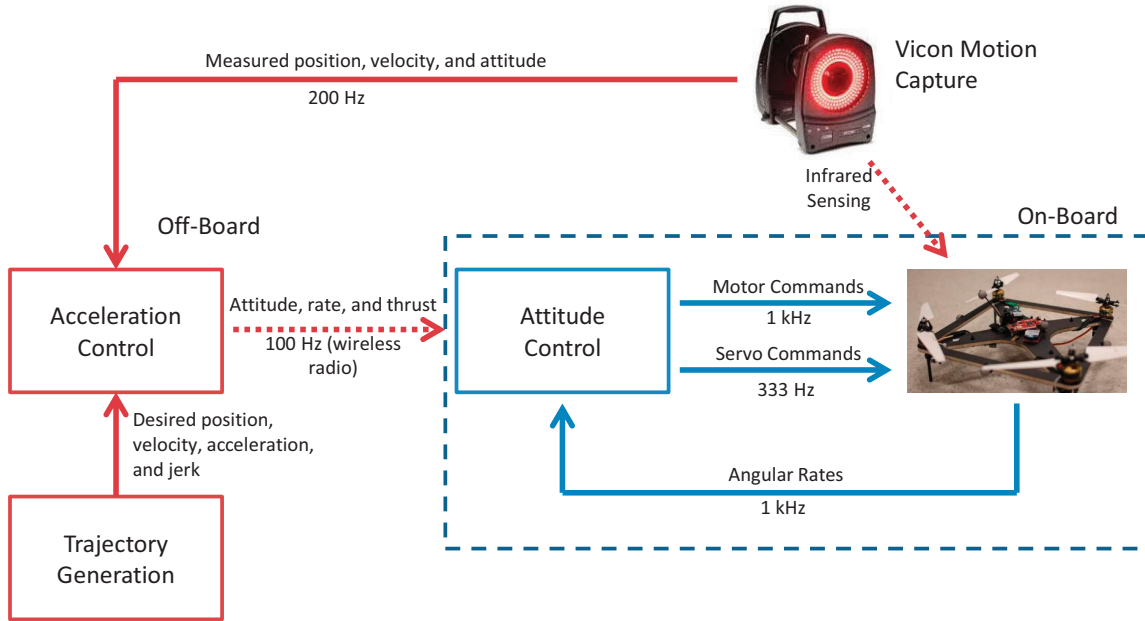 Vicon Motion
Capture
Measured position, velocity, and attitude
200 Hz
Infrared
Sensing
Off-Board
On-Board
Acceleration
Control
Attitude, rate, and thrust
100 Hz (wireless
radio)
Attitude
Control
Motor Commands
1 kHz
Servo Commands
333 Hz
Desired position,
velocity, acceleration,
and jerk
Angular Rates
1 kHz
Trajectory
Generation